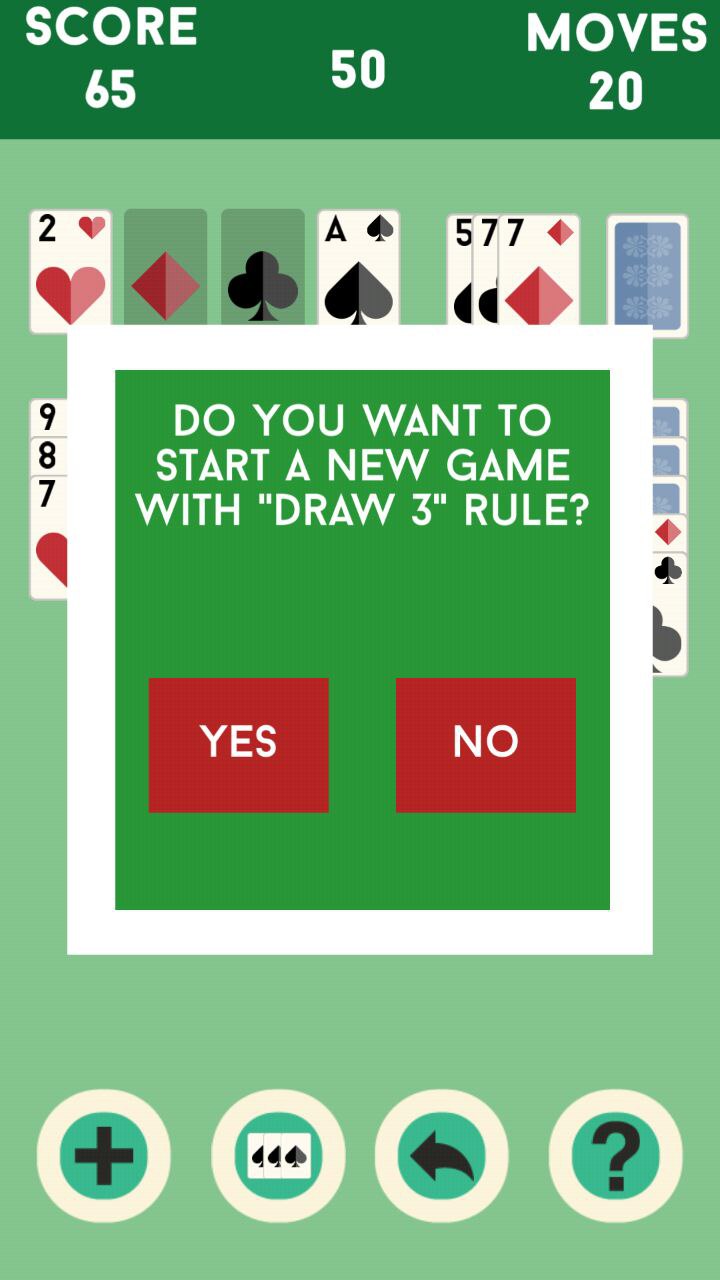 SCORE
MOVES
65
50
20
2
A
5 7 7
9
8
7
DO YOU WANT TO
START A NEW GAME
WITH "DRAW 3" RULE?
YES
NO
?